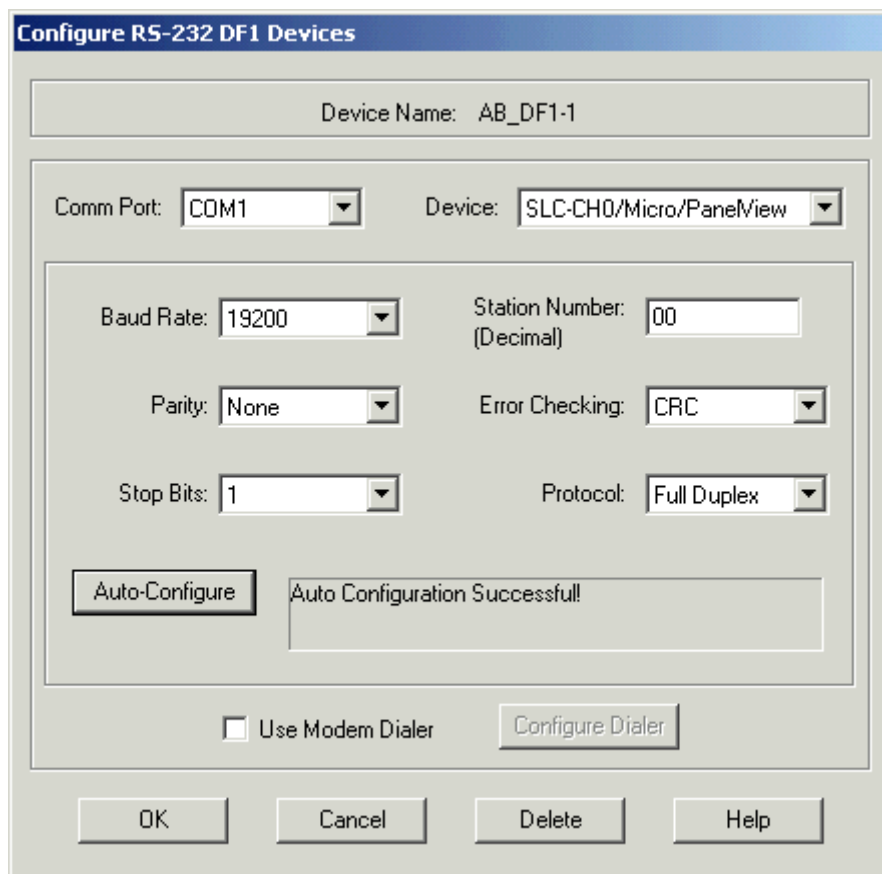 Configure RS-232 DF1 Devices
Device Name: AB_DF1-1
Comm Port: COM1 Device: SLC-CH0/Micro/PanelView
Baud Rate: 19200 Station Number: 00
(Decimal)
Parity: None Error Checking: CRC
Stop Bits: 1 Protocol: Full Duplex
Auto-Configure Auto Configuration Successful!
Use Modem Dialer Configure Dialer
OK Cancel Delete Help